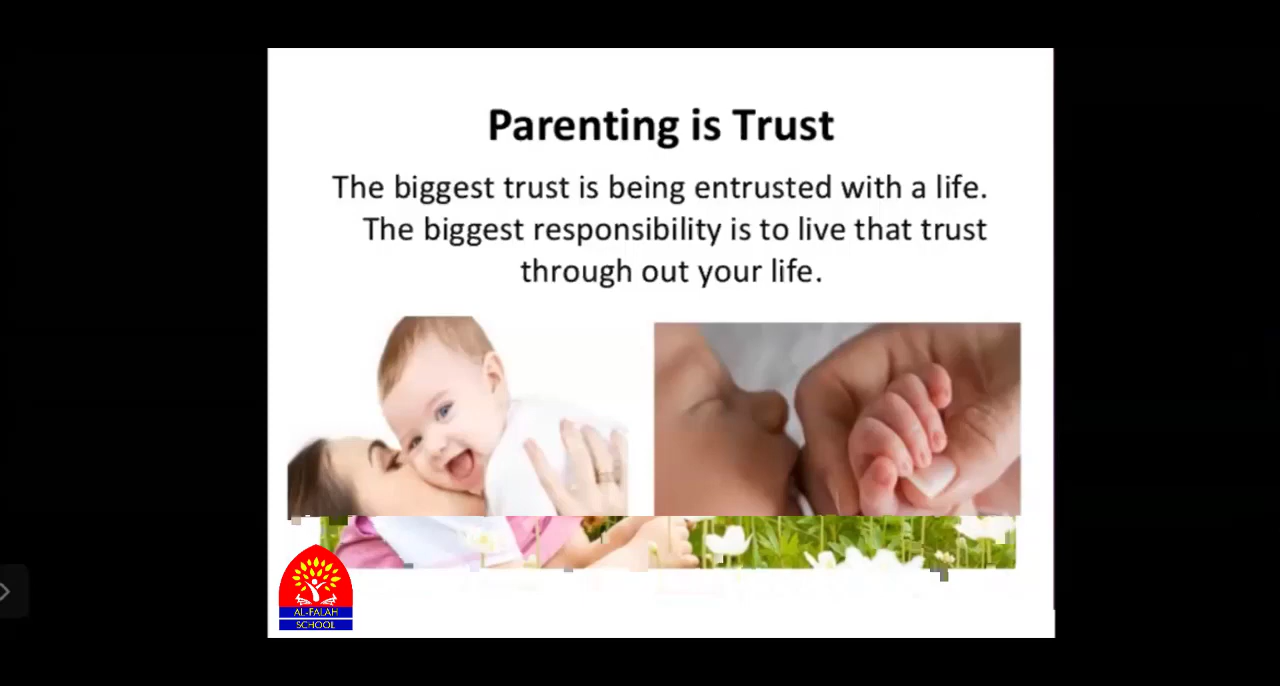 Parenting is Trust
The biggest trust is being entrusted with a life.
The biggest responsibility is to live that trust
through out your life.
AL-FALAH
SCHOOL